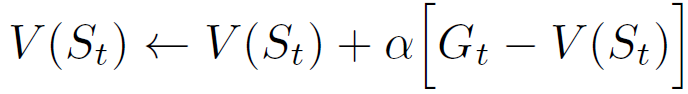 V(S_t) ← V(S_t) + α[G_t − V(S_t)]